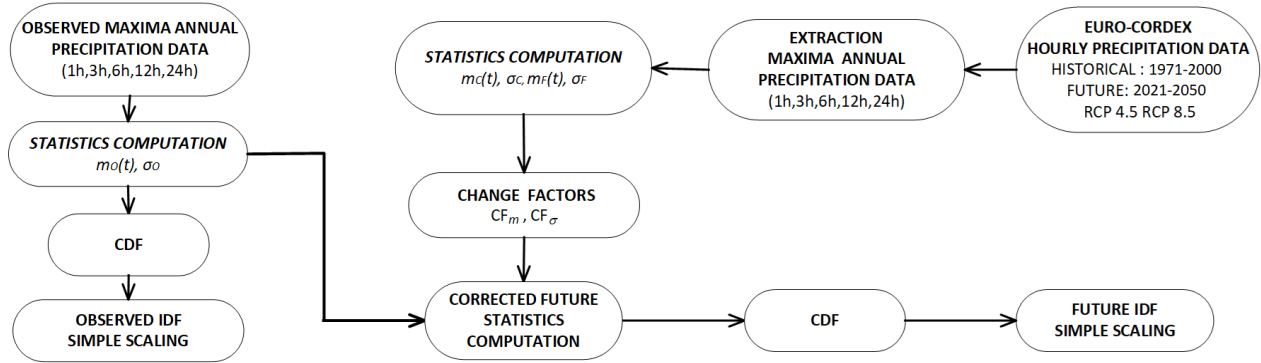 OBSERVED MAXIMA ANNUAL
PRECIPITATION DATA
(1h,3h,6h,12h,24h)
STATISTICS COMPUTATION
mO(t), σO
CDF
OBSERVED IDF
SIMPLE SCALING
STATISTICS COMPUTATION
mC(t), σC, mF(t), σF
CHANGE FACTORS
CFm , CFσ
CORRECTED FUTURE
STATISTICS
COMPUTATION
EXTRACTION
MAXIMA ANNUAL
PRECIPITATION DATA
(1h,3h,6h,12h,24h)
EURO-CORDEX
HOURLY PRECIPITATION DATA
HISTORICAL : 1971-2000
FUTURE: 2021-2050
RCP 4.5 RCP 8.5
CDF
FUTURE IDF
SIMPLE SCALING